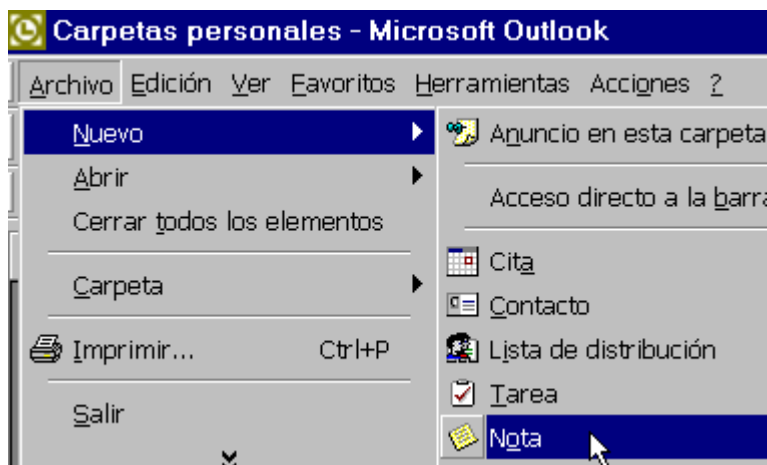 Carpetas personales - Microsoft Outlook
Archivo Edición Ver Favoritos Herramientas Acciones ?
Nuevo
Abrir
Cerrar todos los elementos
Carpeta
Imprimir... Ctrl+P
Salir
Anuncio en esta carpeta
Acceso directo a la barra
Cita
Contacto
Lista de distribución
Tarea
Nota